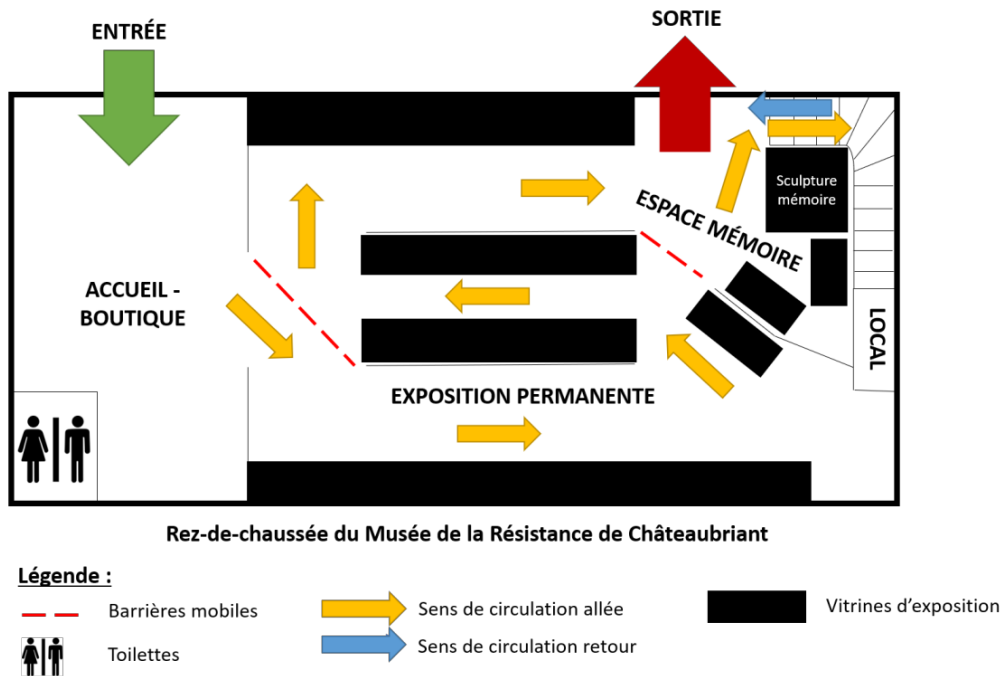 ENTRÉE
SORTIE
Sculpture
mémoire
ESPACE MÉMOIRE
ACCUEIL -
BOUTIQUE
LOCAL
EXPOSITION PERMANENTE
Rez-de-chaussée du Musée de la Résistance de Châteaubriant
Légende :
Barrières mobiles
Sens de circulation allée
Vitrines d’exposition
Toilettes
Sens de circulation retour